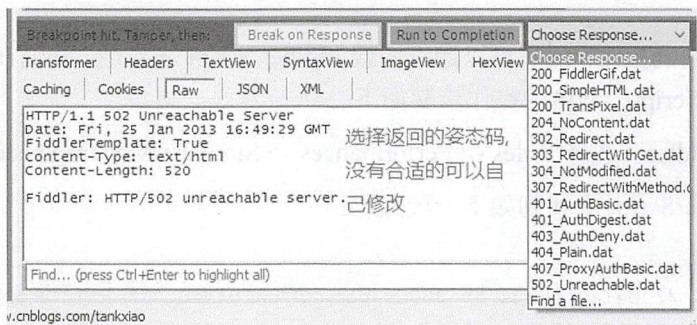 Breakpoint hit. Tamper, then: Break on Response Run to Completion Choose Response...
Transformer Headers TextView SyntaxView ImageView HexView
Caching Cookies Raw JSON XML
HTTP/1.1 502 Unreachable Server
Date: Fri, 25 Jan 2013 16:49:29 GMT
FiddlerTemplate: True
Content-Type: text/html
Content-Length: 520
Fiddler: HTTP/502 unreachable server.
选择返回的姿态码,
没有合适的可以自
己修改
Find... (press Ctrl+Enter to highlight all)
Choose Response...
200_FiddlerGif.dat
200_SimpleHTML.dat
200_TransPixel.dat
204_NoContent.dat
302_Redirect.dat
303_RedirectWithGet.dat
304_NotModified.dat
307_RedirectWithMethod.
401_AuthBasic.dat
401_AuthDigest.dat
403_AuthDeny.dat
404_Plain.dat
407_ProxyAuthBasic.dat
502_Unreachable.dat
Find a file...
.cnblogs.com/tankxiao